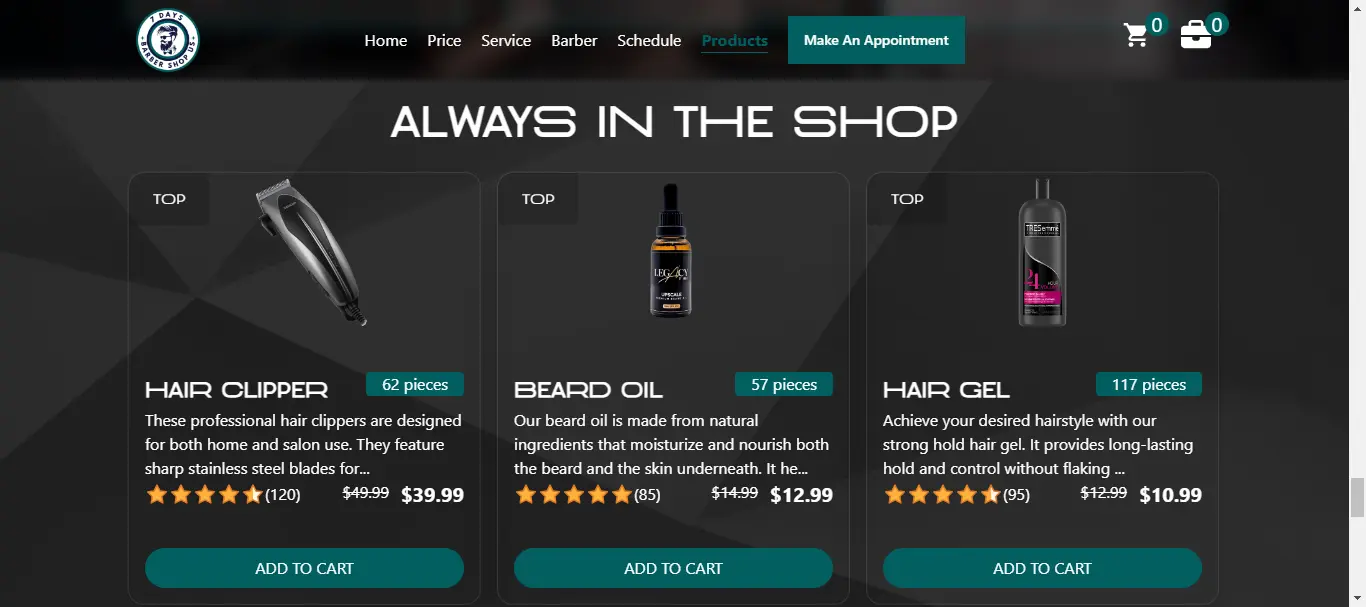 7 DAYS
BARBER SHOP US
Home Price Service Barber Schedule Products Make An Appointment 0 0
ALWAYS IN THE SHOP
TOP
HAIR CLIPPER 62 pieces
These professional hair clippers are designed
for both home and salon use. They feature
sharp stainless steel blades for...
(120) $49.99 $39.99
ADD TO CART
TOP
LEGACY
UPSCALE
BEARD OIL 57 pieces
Our beard oil is made from natural
ingredients that moisturize and nourish both
the beard and the skin underneath. It he...
(85) $14.99 $12.99
ADD TO CART
TOP
TRESemmé
24
HAIR GEL 117 pieces
Achieve your desired hairstyle with our
strong hold hair gel. It provides long-lasting
hold and control without flaking ...
(95) $12.99 $10.99
ADD TO CART